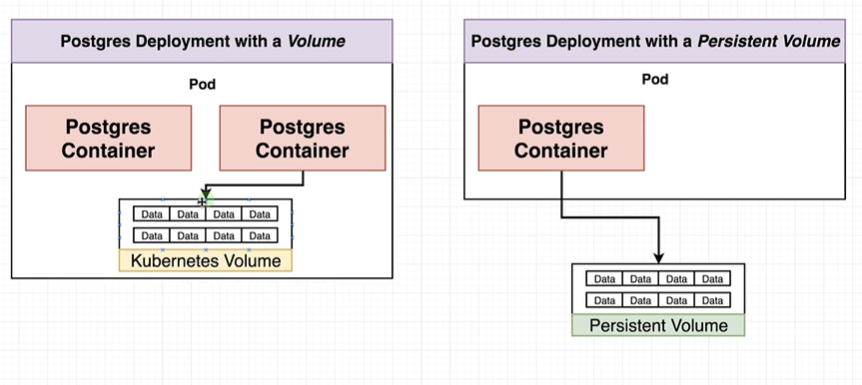 Postgres Deployment with a Volume
Pod
Postgres
Container
Postgres
Container
Data Data Data Data
Data Data Data Data
Kubernetes Volume
Postgres Deployment with a Persistent Volume
Pod
Postgres
Container
Data Data Data Data
Data Data Data Data
Persistent Volume